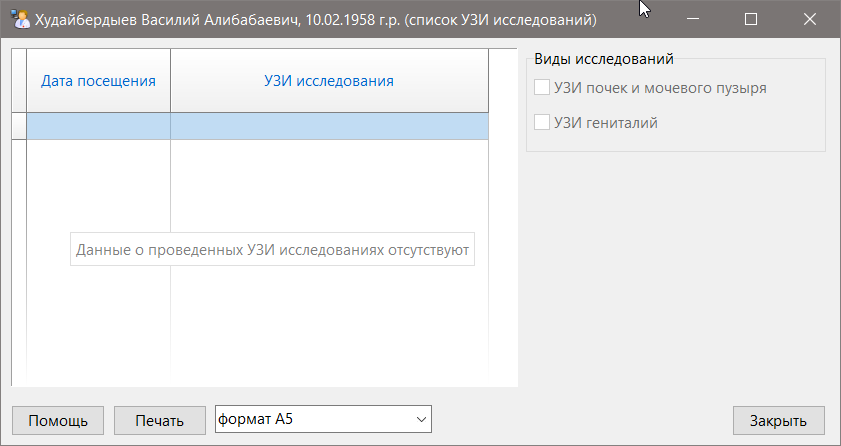 Худайбердыев Василий Алибабаевич, 10.02.1958 г.р. (список УЗИ исследований)
Дата посещения
УЗИ исследования
Данные о проведенных УЗИ исследованиях отсутствуют
Виды исследований
УЗИ почек и мочевого пузыря
УЗИ гениталий
Помощь
Печать
формат А5
Закрыть